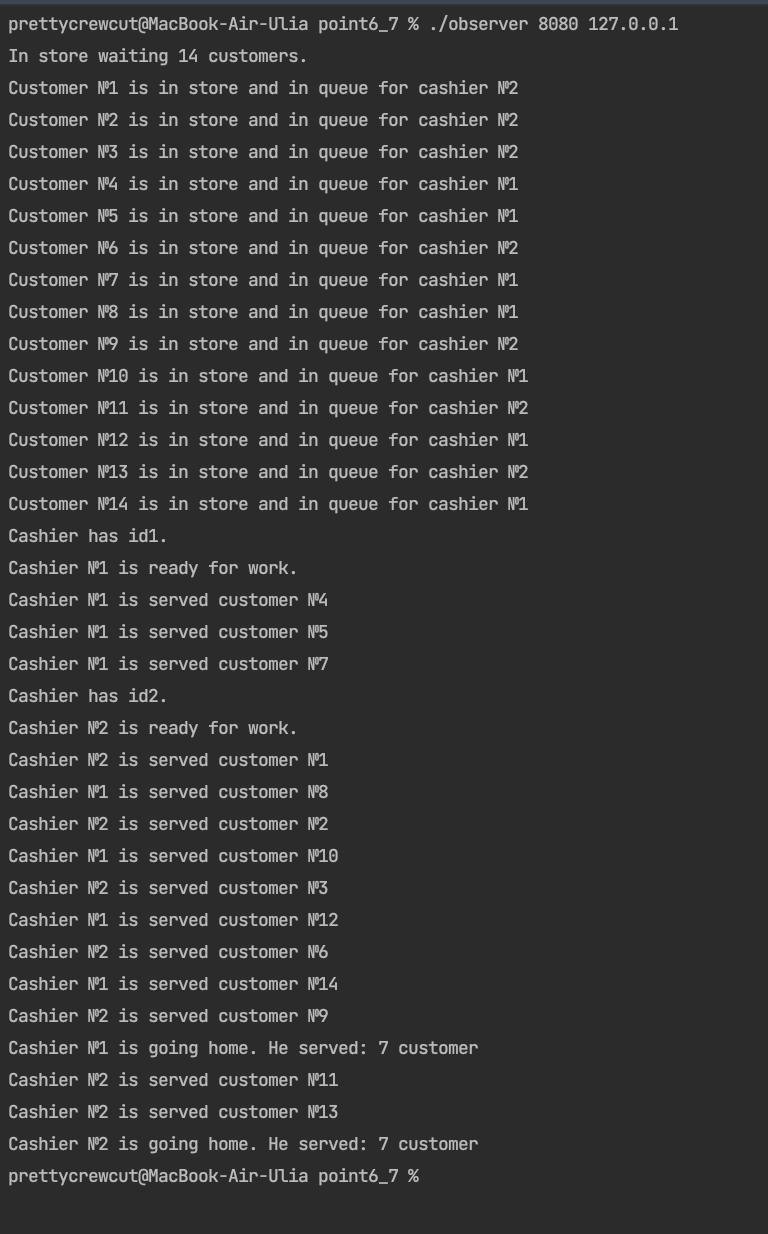 prettycrewcut@MacBook-Air-Ulia point6_7 % ./observer 8080 127.0.0.1
In store waiting 14 customers.
Customer №1 is in store and in queue for cashier №2
Customer №2 is in store and in queue for cashier №2
Customer №3 is in store and in queue for cashier №2
Customer №4 is in store and in queue for cashier №1
Customer №5 is in store and in queue for cashier №1
Customer №6 is in store and in queue for cashier №2
Customer №7 is in store and in queue for cashier №1
Customer №8 is in store and in queue for cashier №1
Customer №9 is in store and in queue for cashier №2
Customer №10 is in store and in queue for cashier №1
Customer №11 is in store and in queue for cashier №2
Customer №12 is in store and in queue for cashier №1
Customer №13 is in store and in queue for cashier №2
Customer №14 is in store and in queue for cashier №1
Cashier has id1.
Cashier №1 is ready for work.
Cashier №1 is served customer №4
Cashier №1 is served customer №5
Cashier №1 is served customer №7
Cashier has id2.
Cashier №2 is ready for work.
Cashier №2 is served customer №1
Cashier №1 is served customer №8
Cashier №2 is served customer №2
Cashier №1 is served customer №10
Cashier №2 is served customer №3
Cashier №1 is served customer №12
Cashier №2 is served customer №6
Cashier №1 is served customer №14
Cashier №2 is served customer №9
Cashier №1 is going home. He served: 7 customer
Cashier №2 is served customer №11
Cashier №2 is served customer №13
Cashier №2 is going home. He served: 7 customer
prettycrewcut@MacBook-Air-Ulia point6_7 %